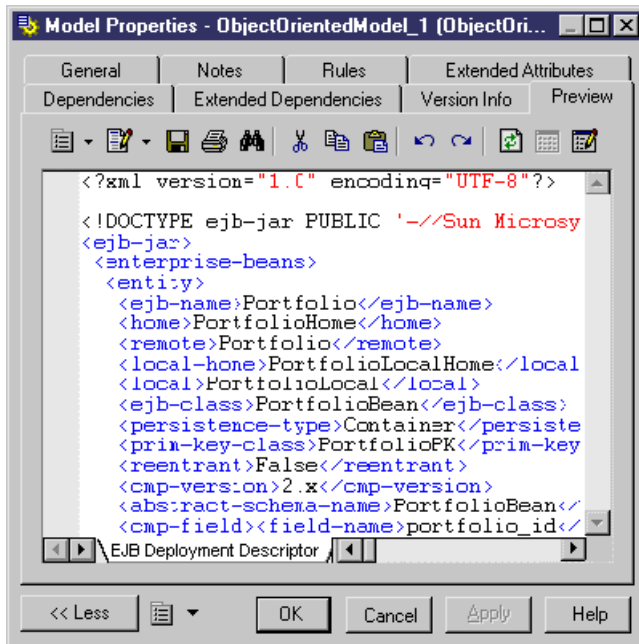 Model Properties - ObjectOrientedModel_1 (ObjectOri...
General Notes Rules Extended Attributes
Dependencies Extended Dependencies Version Info Preview
<?xml version="1.0" encoding="UTF-8"?>
<!DOCTYPE ejb-jar PUBLIC '-//Sun Microsy
<ejb-jar>
<enterprise-beans>
<entity>
<ejb-name>Portfolio</ejb-name>
<home>PortfolioHome</home>
<remote>Portfolio</remote>
<local-home>PortfolioLocalHome</local
<local>PortfolioLocal</local>
<ejb-class>PortfolioBean</ejb-class>
<persistence-type>Container</persiste
<prim-key-class>PortfolioPK</prim-key
<reentrant>False</reentrant>
<cmp-version>2.x</cmp-version>
<abstract-schema-name>PortfolioBean</
<cmp-field><field-name>portfolio_id</
EJB Deployment Descriptor
<< Less OK Cancel Apply Help